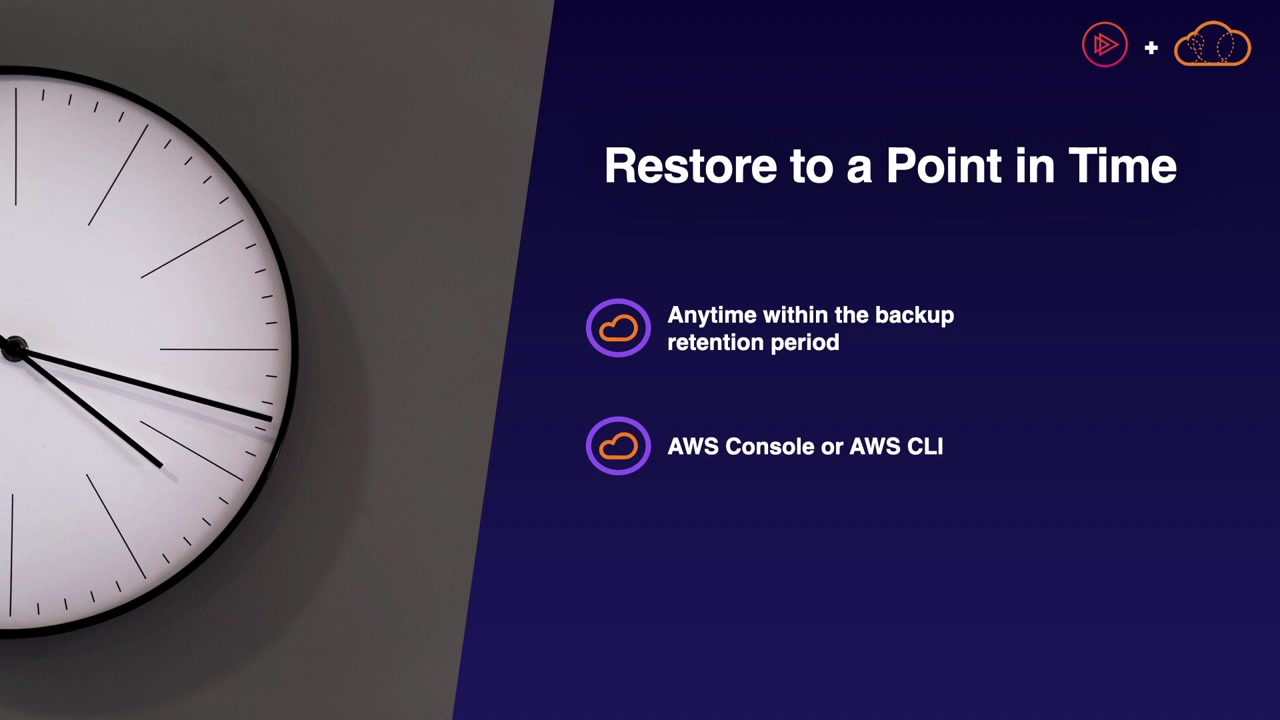 +
Restore to a Point in Time
Anytime within the backup
retention period
AWS Console or AWS CLI